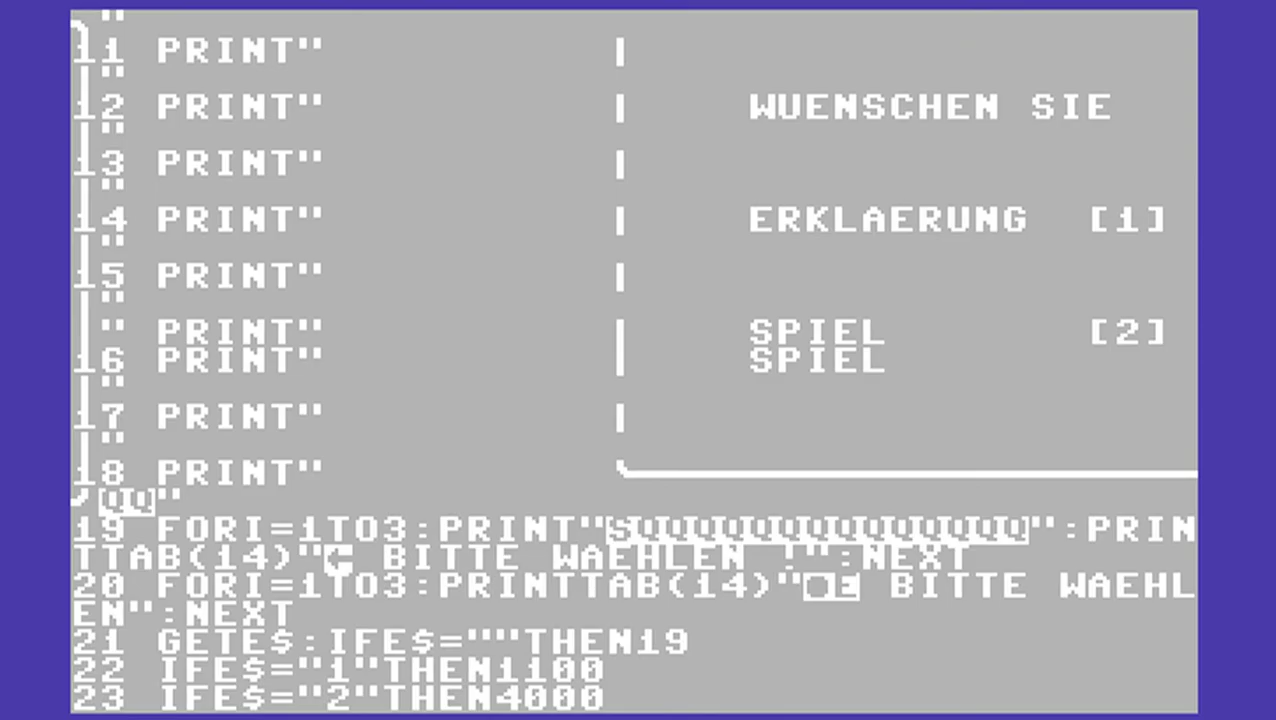 "
11 PRINT" |
"
12 PRINT" | WUENSCHEN SIE
"
13 PRINT" |
"
14 PRINT" | ERKLAERUNG [1]
"
15 PRINT" |
"
" PRINT" | SPIEL [2]
16 PRINT" | SPIEL
"
17 PRINT" |
"
18 PRINT"
QQ"
19 FORI=1TO3:PRINT"SQQQQQQQQQQQQQQ":PRIN
TTAB(14)" BITTE WAEHLEN !":NEXT
20 FORI=1TO3:PRINTTAB(14)"E BITTE WAEHL
EN":NEXT
21 GETE$:IFE$=""THEN19
22 IFE$="1"THEN1100
23 IFE$="2"THEN4000